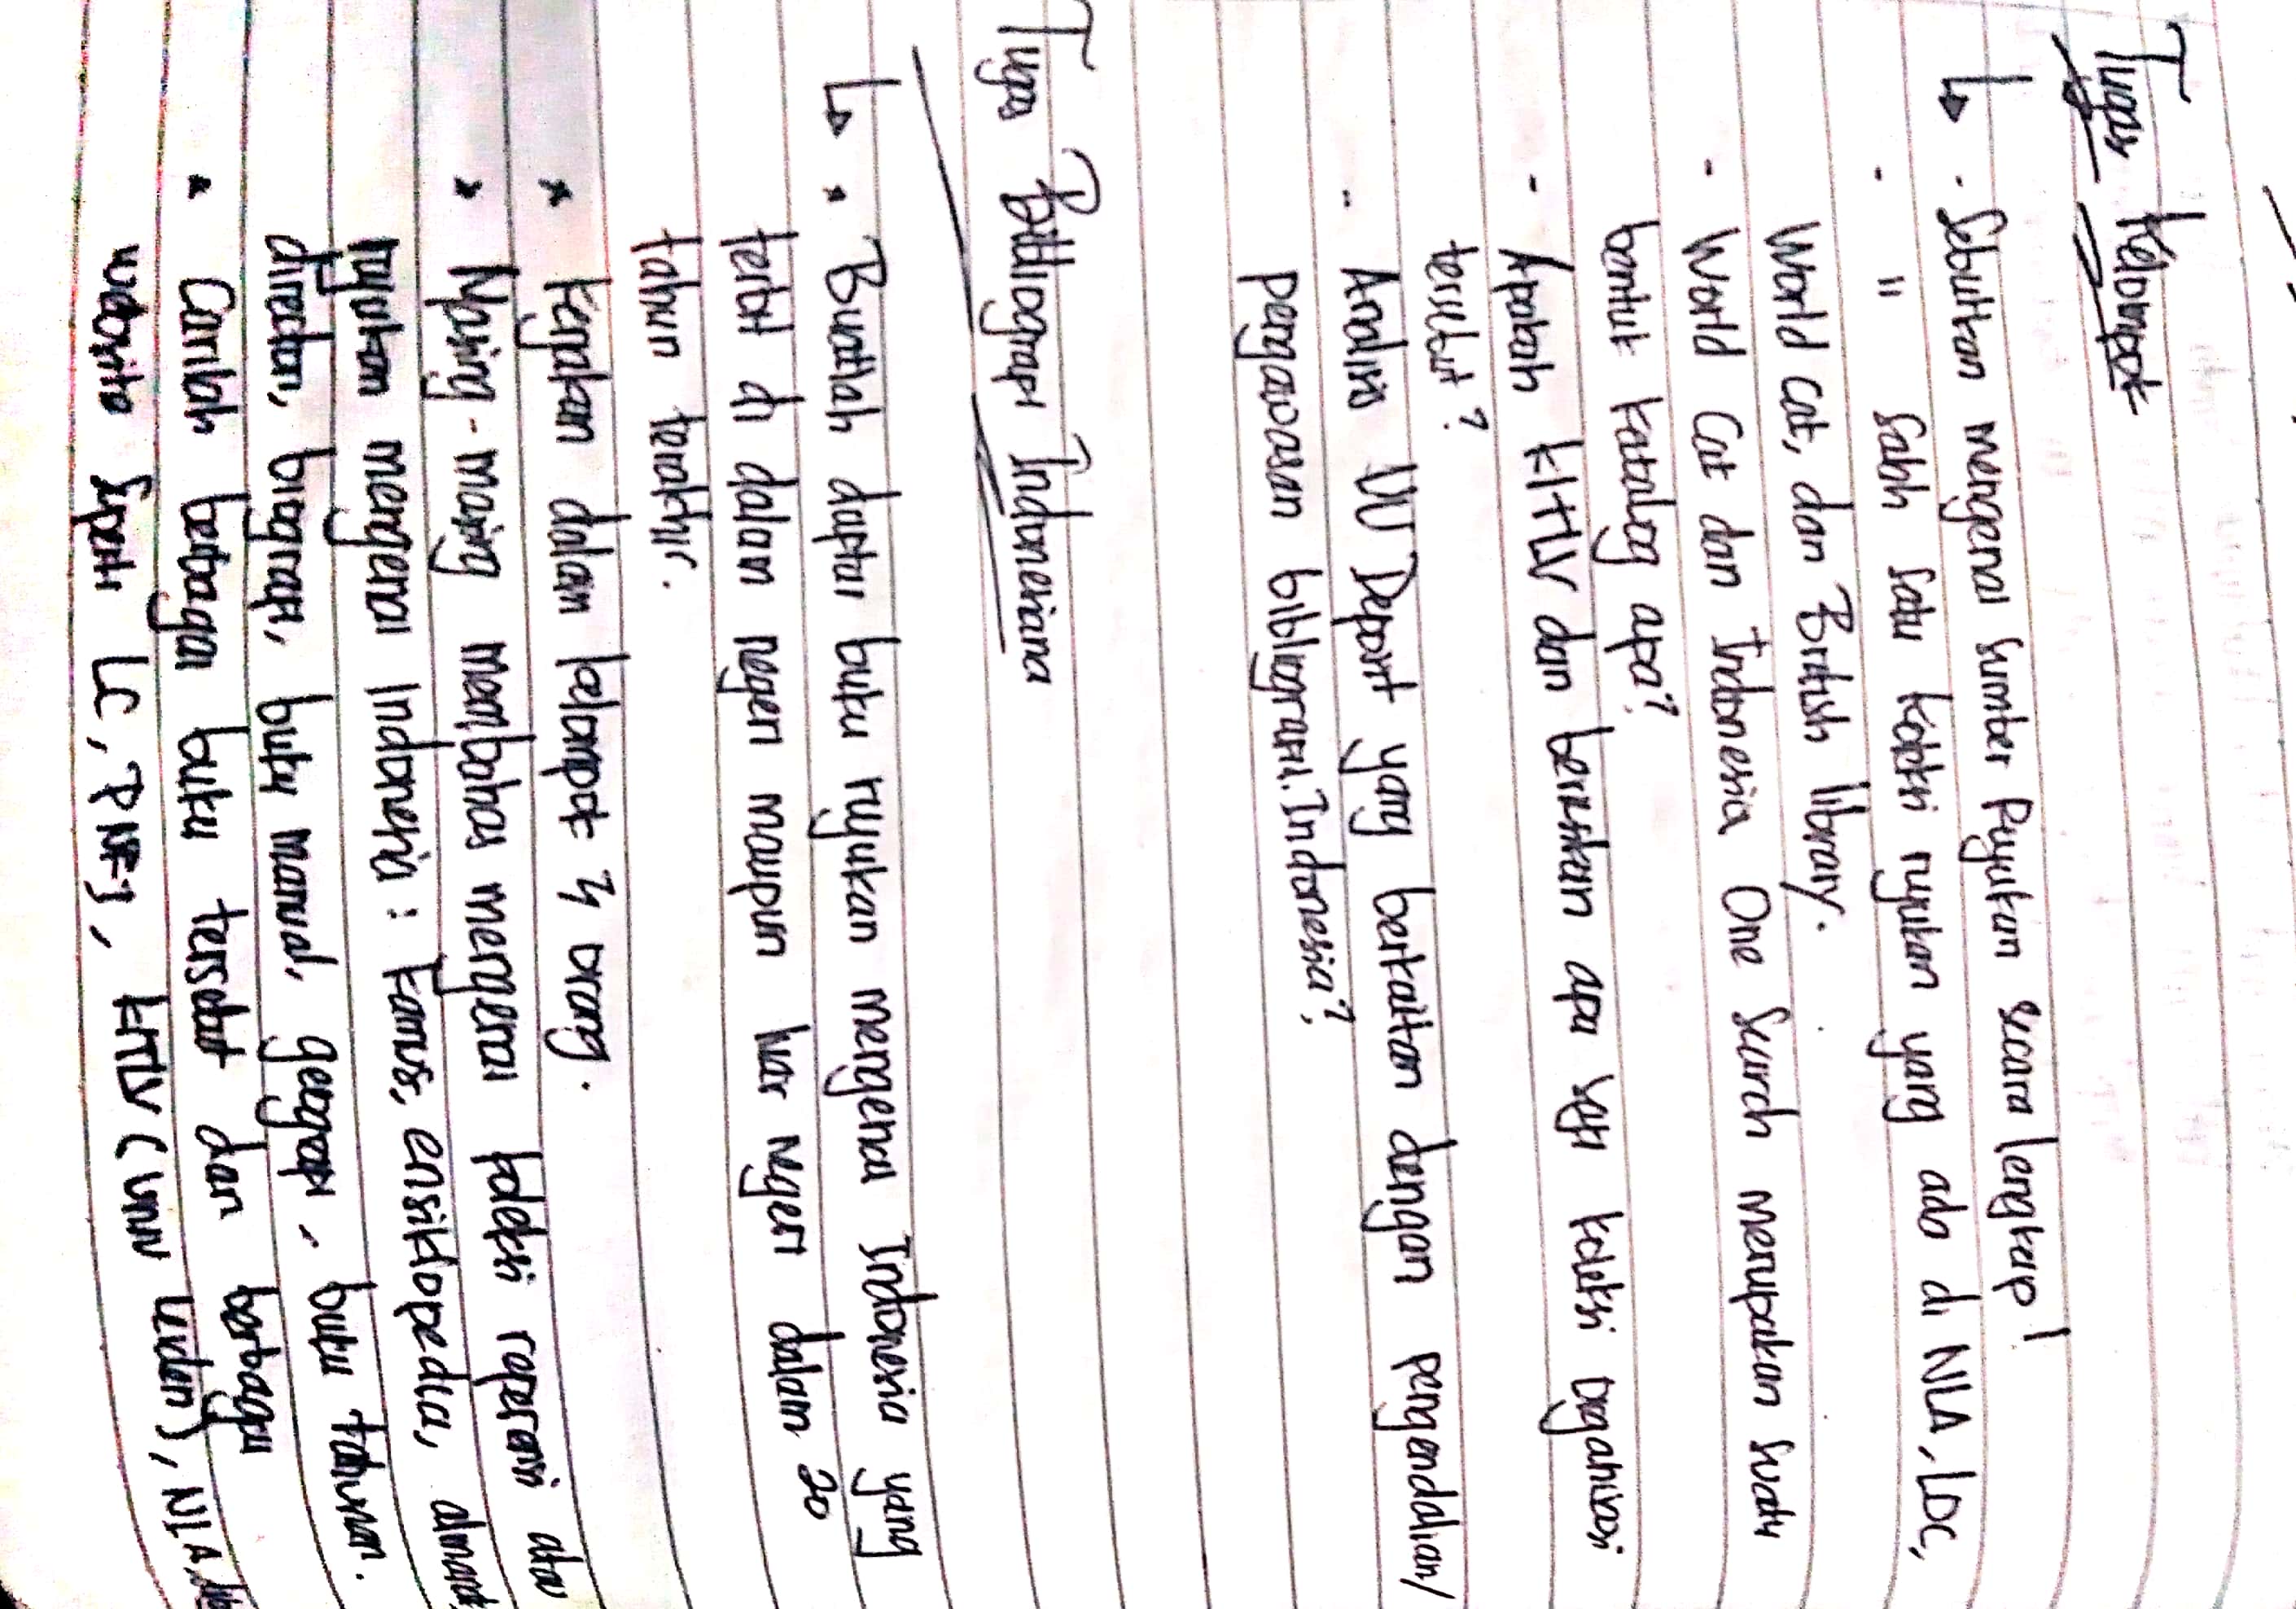 Tugas Kelompok
↳ - Sebutkan mengenai sumber Rujukan secara lengkap!
- " Salah satu koleksi rujukan yang ada di NLA, LOC,
World Cat, dan British library.
- World Cat dan Indonesia One Search merupakan suatu
bentuk katalog apa?
- Apakah KITLV dan berisikan apa saja koleksi organisasi
tersebut?
- Analisis UU Deposit yang berkaitan dengan pengendalian/
pengawasan bibliografi Indonesia?
Tugas Bibliografi Indonesiana
↳ * Buatlah daftar buku rujukan mengenai Indonesia yang
terbit di dalam negeri maupun luar Negeri dalam 20
tahun terakhir.
* Kerjakan dalam kelompok 4 orang.
* Masing-masing membahas mengenai koleksi referensi atau
rujukan mengenai Indonesia: Kamus, ensiklopedia, almanak
direktori, biografi, buku manual, geografi, buku tahunan.
* Carilah berbagai buku tersebut dari berbagai
website seperti LC, PNRI, KITLV (Univ Leiden), NLA,